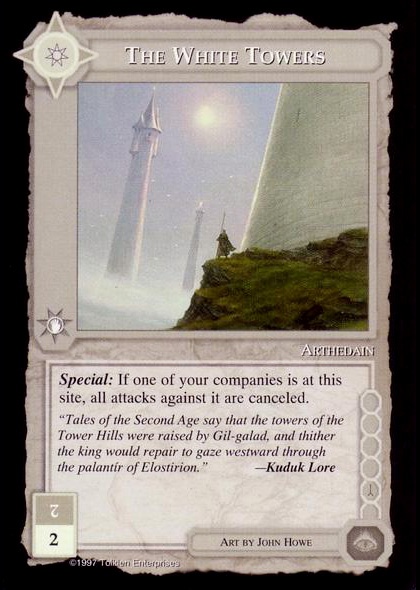 The White Towers
Arthedain
Special: If one of your companies is at this
site, all attacks against it are canceled.
“Tales of the Second Age say that the towers of the
Tower Hills were raised by Gil-galad, and thither
the king would repair to gaze westward through
the palantír of Elostirion.” —Kuduk Lore
2
2
Art by John Howe
©1997 Tolkien Enterprises